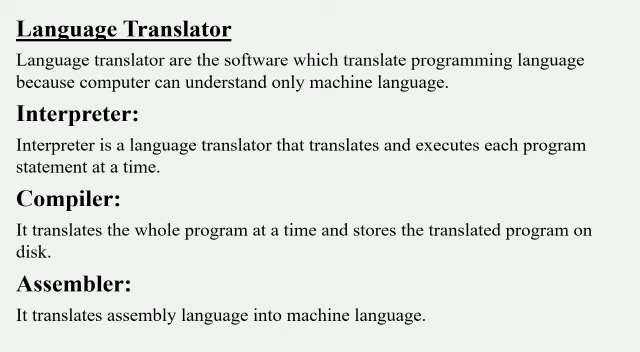 Language Translator
Language translator are the software which translate programming language
because computer can understand only machine language.
Interpreter:
Interpreter is a language translator that translates and executes each program
statement at a time.
Compiler:
It translates the whole program at a time and stores the translated program on
disk.
Assembler:
It translates assembly language into machine language.